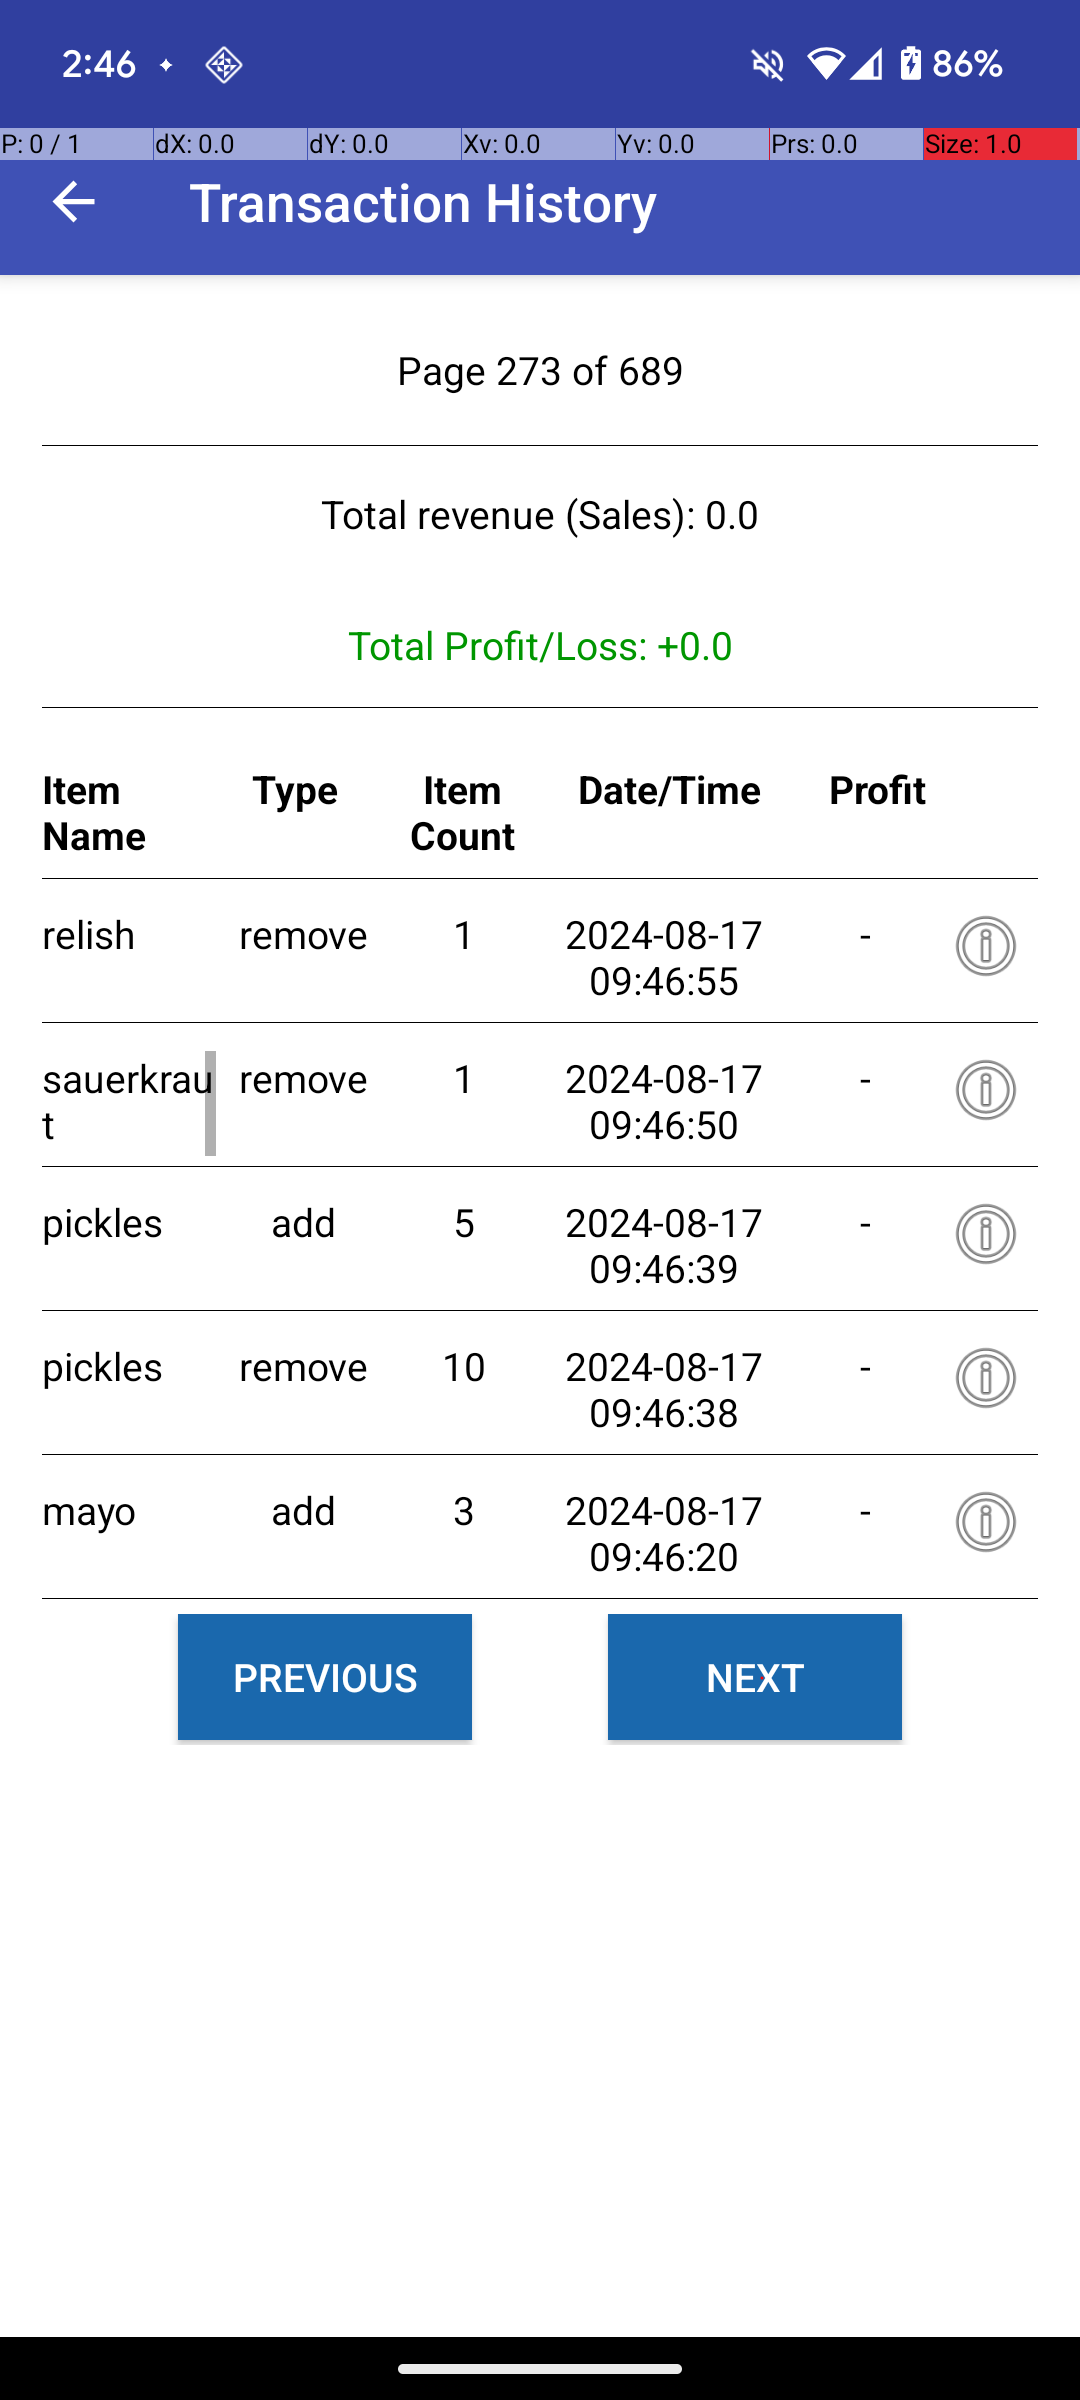 2:46 86%
P: 0 / 1 dX: 0.0 dY: 0.0 Xv: 0.0 Yv: 0.0 Prs: 0.0 Size: 1.0
Transaction History
Page 273 of 689
Total revenue (Sales): 0.0
Total Profit/Loss: +0.0
Item Type Item Date/Time Profit
Name Count
relish remove 1 2024-08-17 -
09:46:55
sauerkrau remove 1 2024-08-17 -
t 09:46:50
pickles add 5 2024-08-17 -
09:46:39
pickles remove 10 2024-08-17 -
09:46:38
mayo add 3 2024-08-17 -
09:46:20
PREVIOUS NEXT